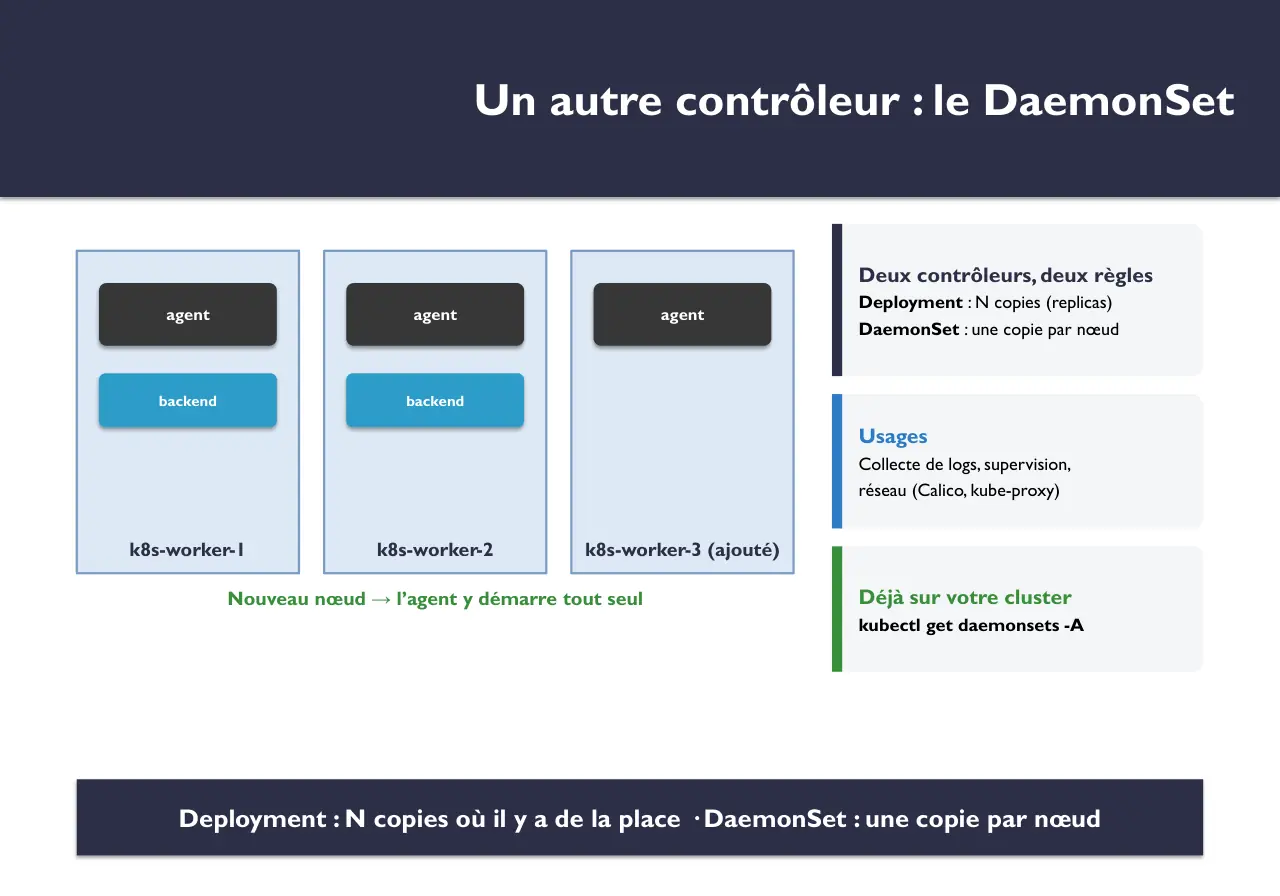 Un autre contrôleur : le DaemonSet
agent
agent
agent
backend
backend
k8s-worker-1
k8s-worker-2
k8s-worker-3 (ajouté)
Nouveau nœud → l’agent y démarre tout seul
Deux contrôleurs, deux règles
Deployment : N copies (replicas)
DaemonSet : une copie par nœud
Usages
Collecte de logs, supervision,
réseau (Calico, kube-proxy)
Déjà sur votre cluster
kubectl get daemonsets -A
Deployment : N copies où il y a de la place · DaemonSet : une copie par nœud